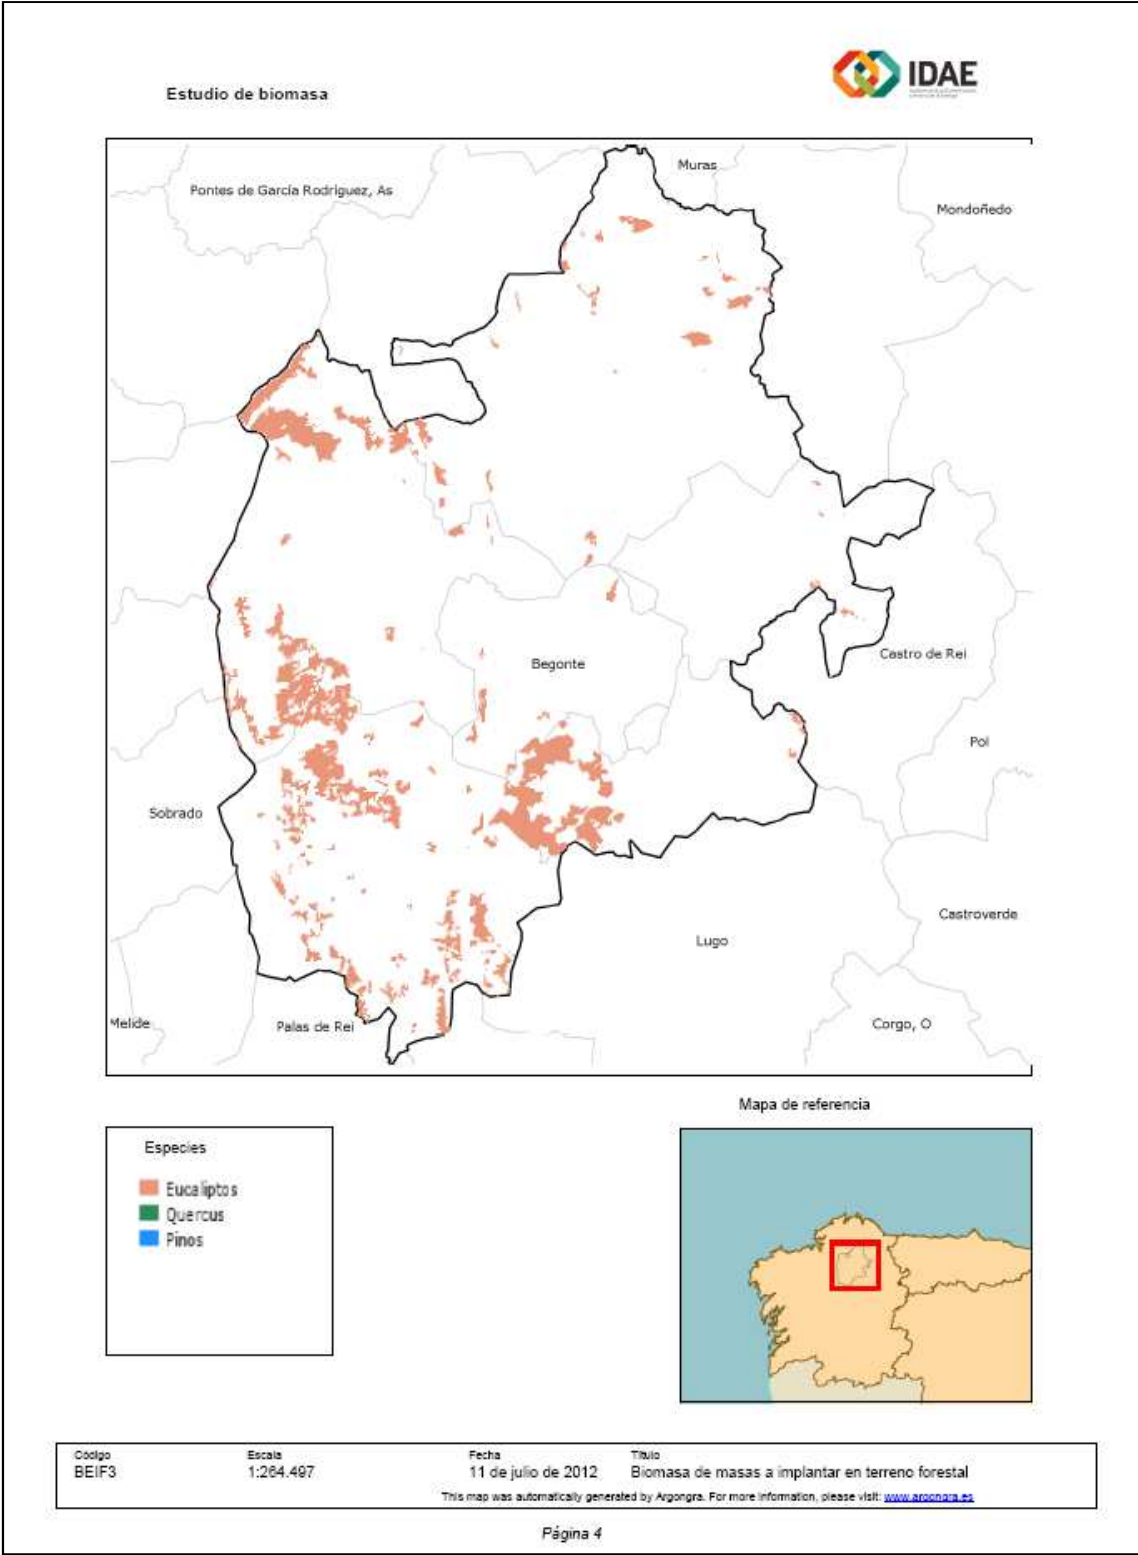 IDAE
Estudio de biomasa
Muras
Pontes de García Rodríguez, As
Mondoñedo
Begonte
Castro de Rei
Pol
Sobrado
Castroverde
Lugo
Melide
Palas de Rei
Corgo, O
Mapa de referencia
Especies
Eucaliptos
Quercus
Pinos
Código Escala Fecha Título
BEIF3 1:264.497 11 de julio de 2012 Biomasa de masas a implantar en terreno forestal
This map was automatically generated by Argongra. For more information, please visit: www.argongra.es
Página 4